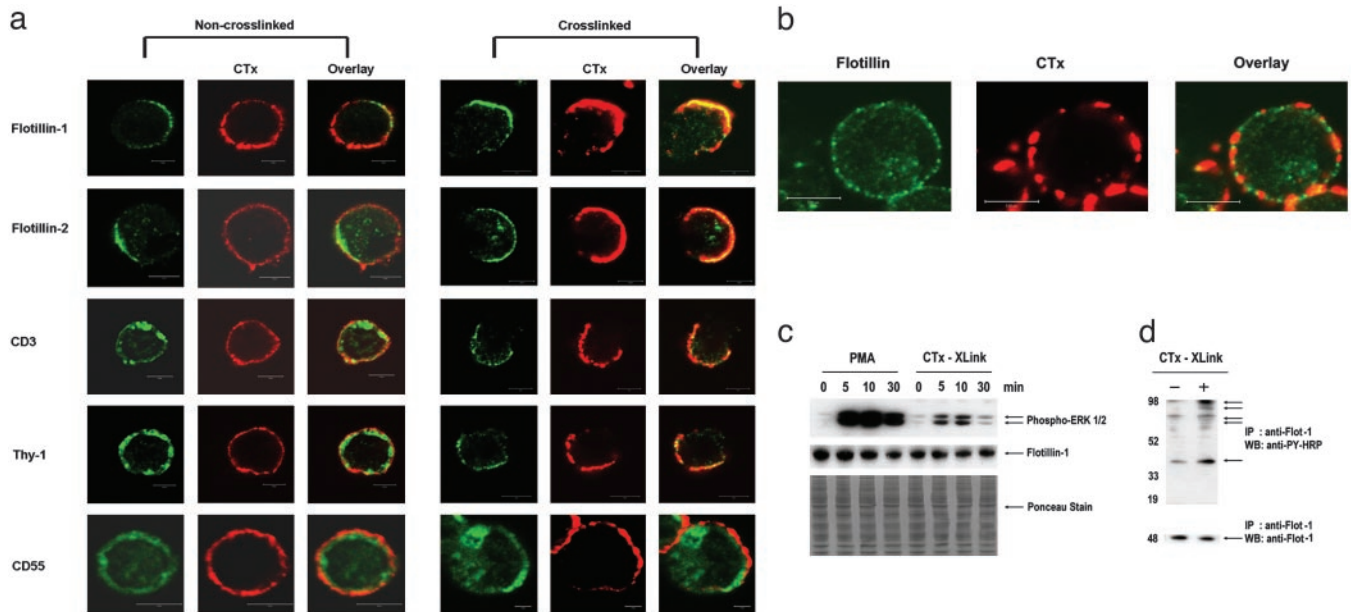 a
Non-crosslinked
Crosslinked
CTx
Overlay
CTx
Overlay
Flotillin-1
Flotillin-2
CD3
Thy-1
CD55
b
Flotillin
CTx
Overlay
c
PMA
CTx - XLink
0 5 10 30 0 5 10 30 min
Phospho-ERK 1/2
Flotillin-1
Ponceau Stain
d
CTx - XLink
− +
98
52
33
19
IP : anti-Flot-1
WB: anti-PY-HRP
48
IP : anti-Flot-1
WB: anti-Flot-1